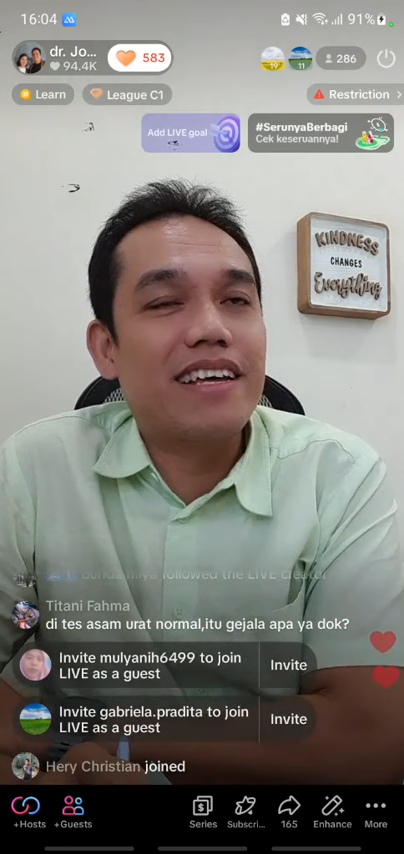 16:04
91%
dr. Jo...
94.4K
583
19
11
286
Learn
League C1
Restriction
Add LIVE goal
#SerunyaBerbagi
Cek keseruannya!
KINDNESS
CHANGES
Everything
followed the LIVE creator
Titani Fahma
di tes asam urat normal,itu gejala apa ya dok?
Invite mulyanih6499 to join
LIVE as a guest
Invite
Invite gabriela.pradita to join
LIVE as a guest
Invite
Hery Christian joined
+Hosts
+Guests
Series
Subscri...
165
Enhance
More